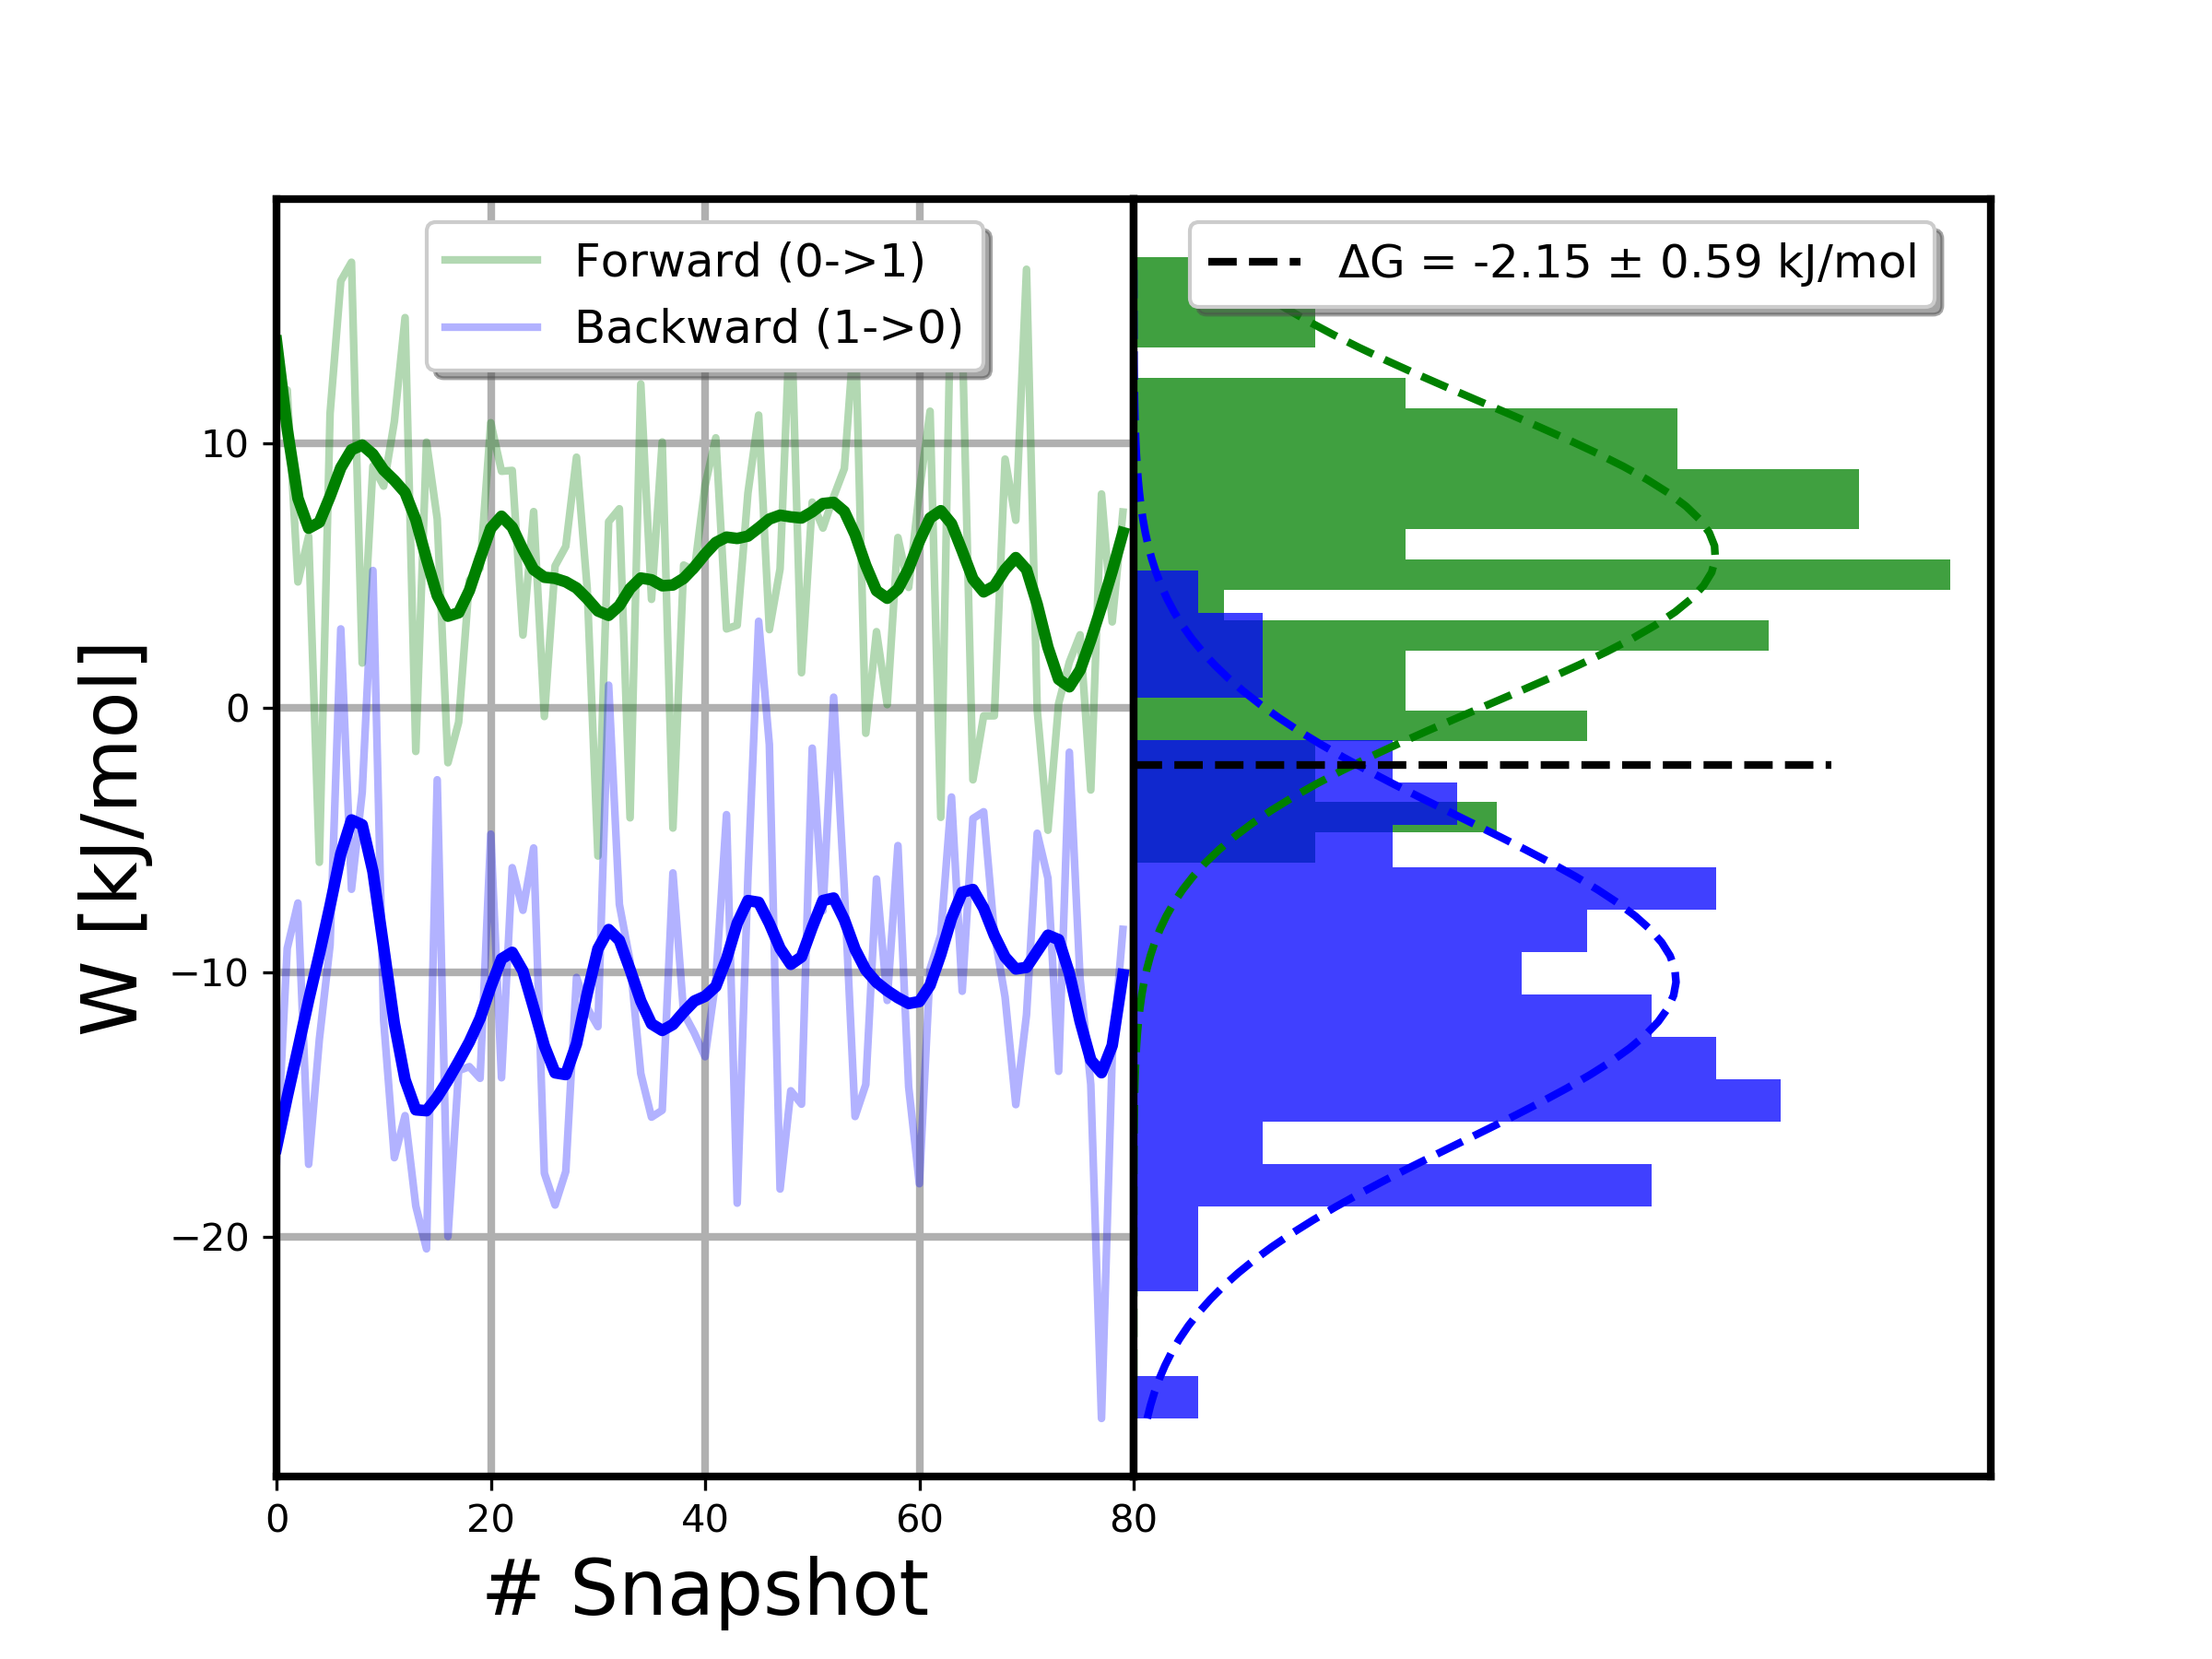 Forward (0->1)
Backward (1->0)
ΔG = -2.15 ± 0.59 kJ/mol
W [kJ/mol]
10
0
−10
−20
0 20 40 60 80
# Snapshot